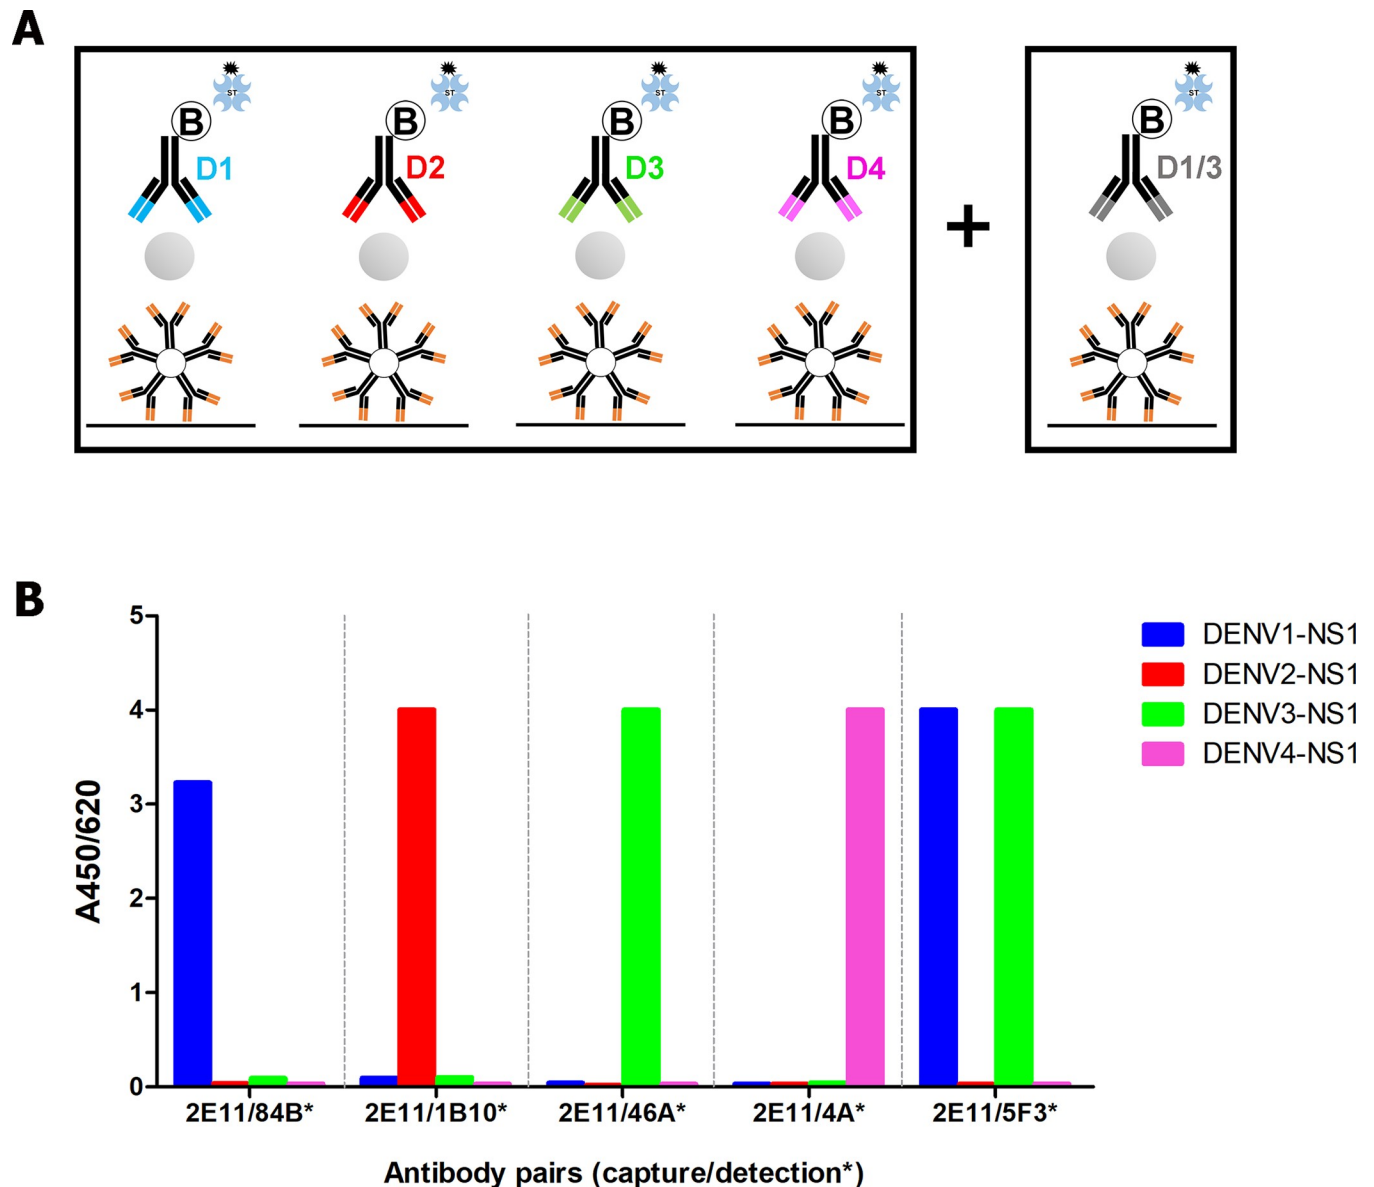 A
ST ST ST ST ST
B B B B B
D1 D2 D3 D4 D1/3
+
B
5
4
3
2
1
0
A450/620
DENV1-NS1
DENV2-NS1
DENV3-NS1
DENV4-NS1
2E11/84B* 2E11/1B10* 2E11/46A* 2E11/4A* 2E11/5F3*
Antibody pairs (capture/detection*)